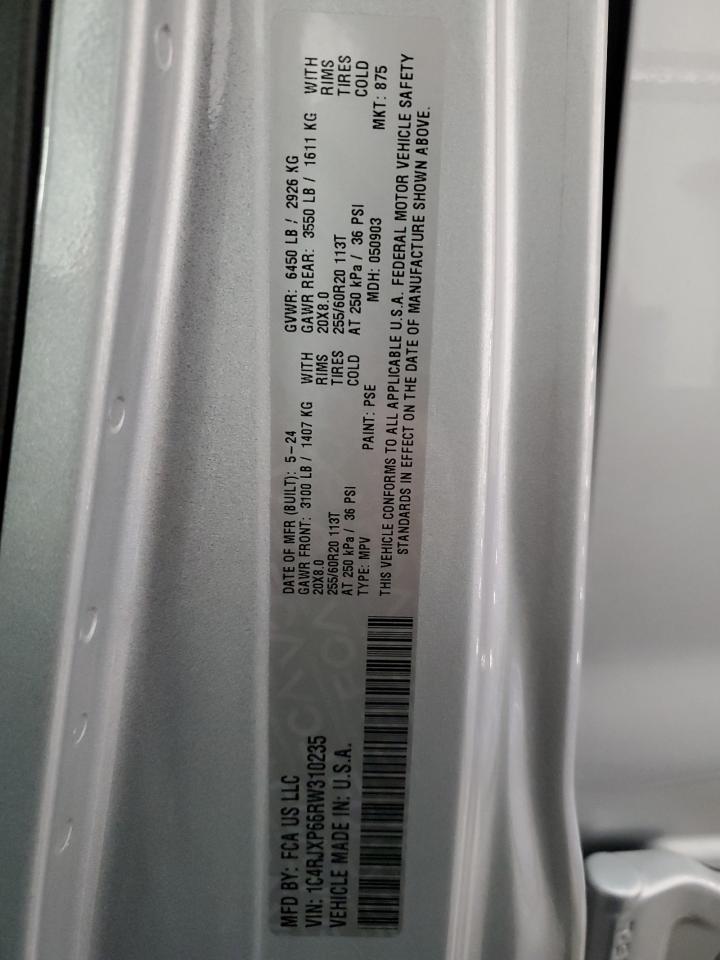 MFD BY: FCA US LLC
VIN: 1C4RJXP66RW310235
VEHICLE MADE IN: U.S.A.
DATE OF MFR (BUILT): 5-24 GVWR: 6450 LB / 2926 KG
GAWR FRONT: 3100 LB / 1407 KG WITH GAWR REAR: 3550 LB / 1611 KG WITH
20X8.0 RIMS 20X8.0 RIMS
255/60R20 113T TIRES 255/60R20 113T TIRES
AT 250 kPa / 36 PSI COLD AT 250 kPa / 36 PSI COLD
TYPE: MPV PAINT: PSE MDH: 050903 MKT: 875
THIS VEHICLE CONFORMS TO ALL APPLICABLE U.S.A. FEDERAL MOTOR VEHICLE SAFETY
STANDARDS IN EFFECT ON THE DATE OF MANUFACTURE SHOWN ABOVE.